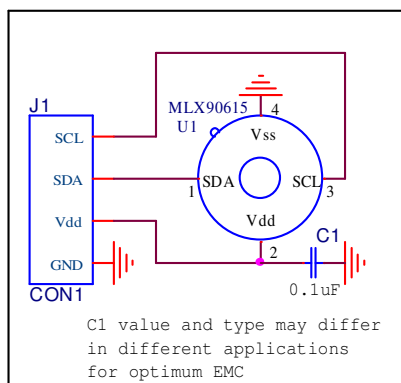 J1
MLX90615
U1
4
SCL
Vss
SDA
1
SDA
SCL
3
Vdd
Vdd
2
C1
GND
0.1uF
CON1
C1 value and type may differ
in different applications
for optimum EMC